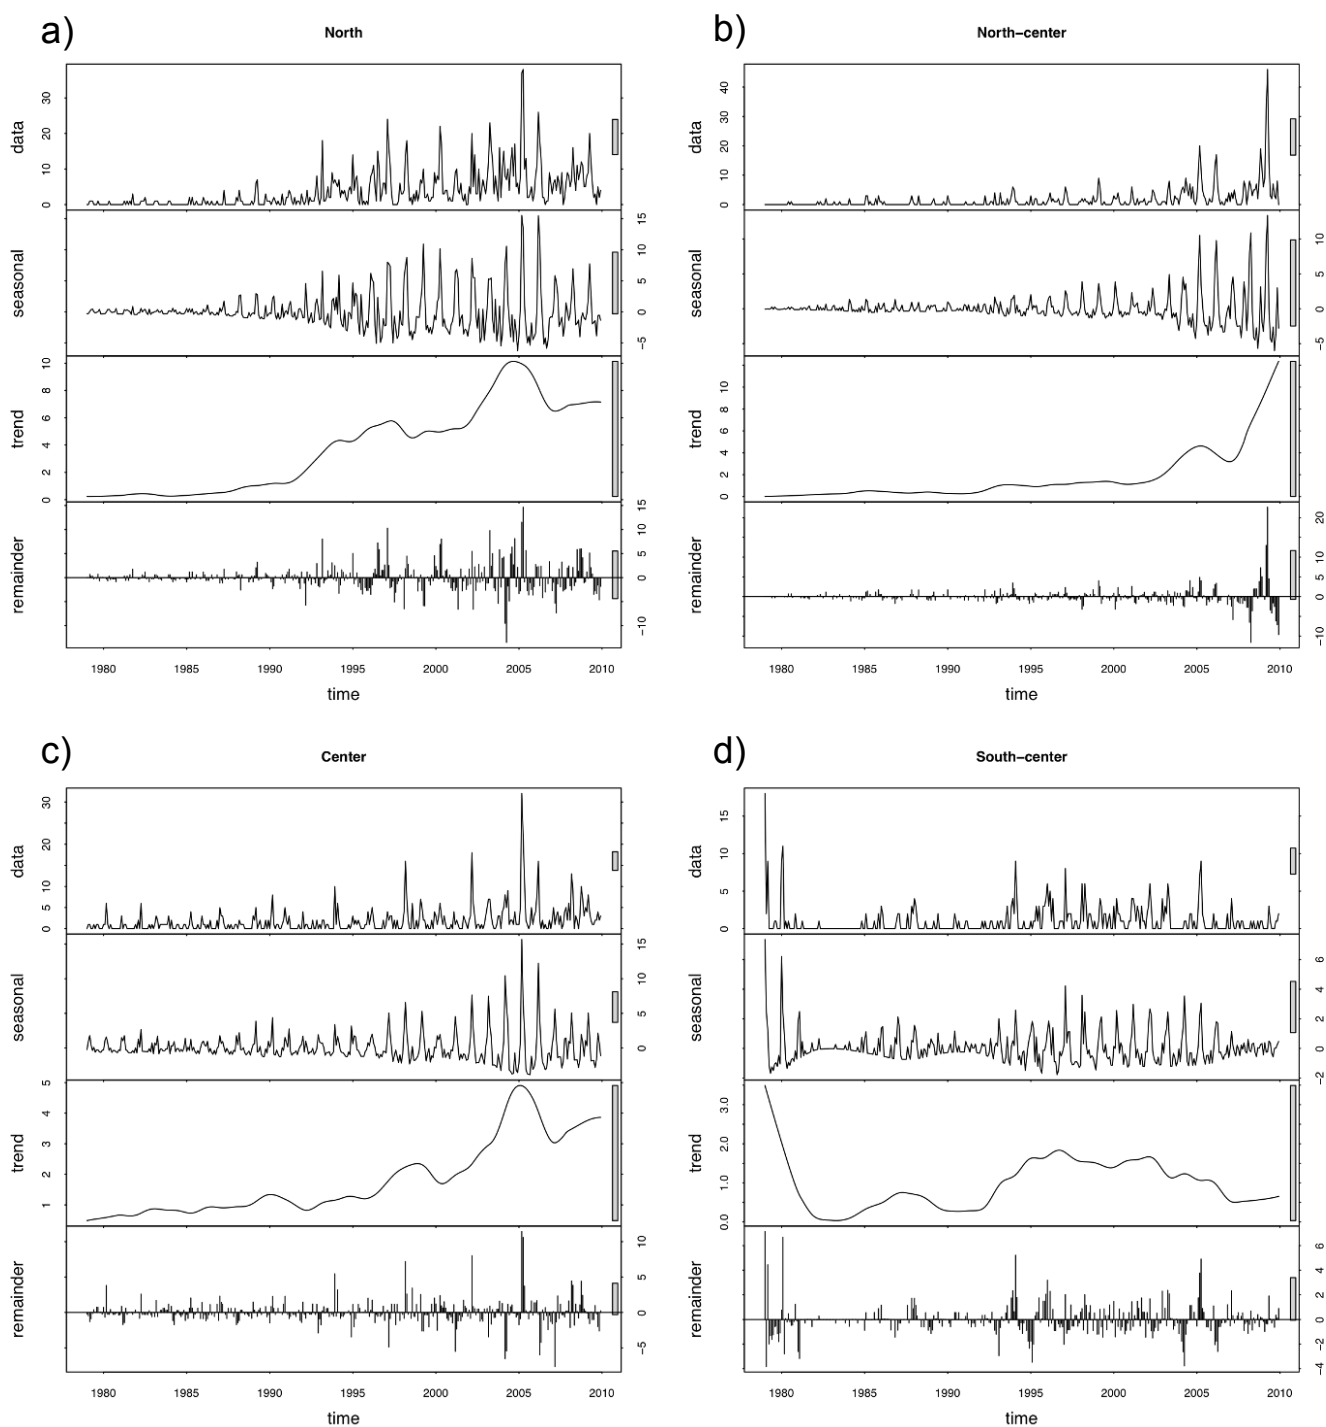 a)
North
data
0 10 20 30
seasonal
−5 0 5 10 15
trend
0 2 4 6 8 10
remainder
−10 0 5 10 15
1980 1985 1990 1995 2000 2005 2010
time
b)
North−center
data
0 10 20 30 40
seasonal
−5 0 5 10
trend
0 2 4 6 8 10
remainder
−10 0 5 10 20
1980 1985 1990 1995 2000 2005 2010
time
c)
Center
data
0 5 10 20 30
seasonal
0 5 10 15
trend
1 2 3 4 5
remainder
−5 0 5 10
1980 1985 1990 1995 2000 2005 2010
time
d)
South−center
data
0 5 10 15
seasonal
−2 0 2 4 6
trend
0.0 1.0 2.0 3.0
remainder
−4 −2 0 2 4 6
1980 1985 1990 1995 2000 2005 2010
time